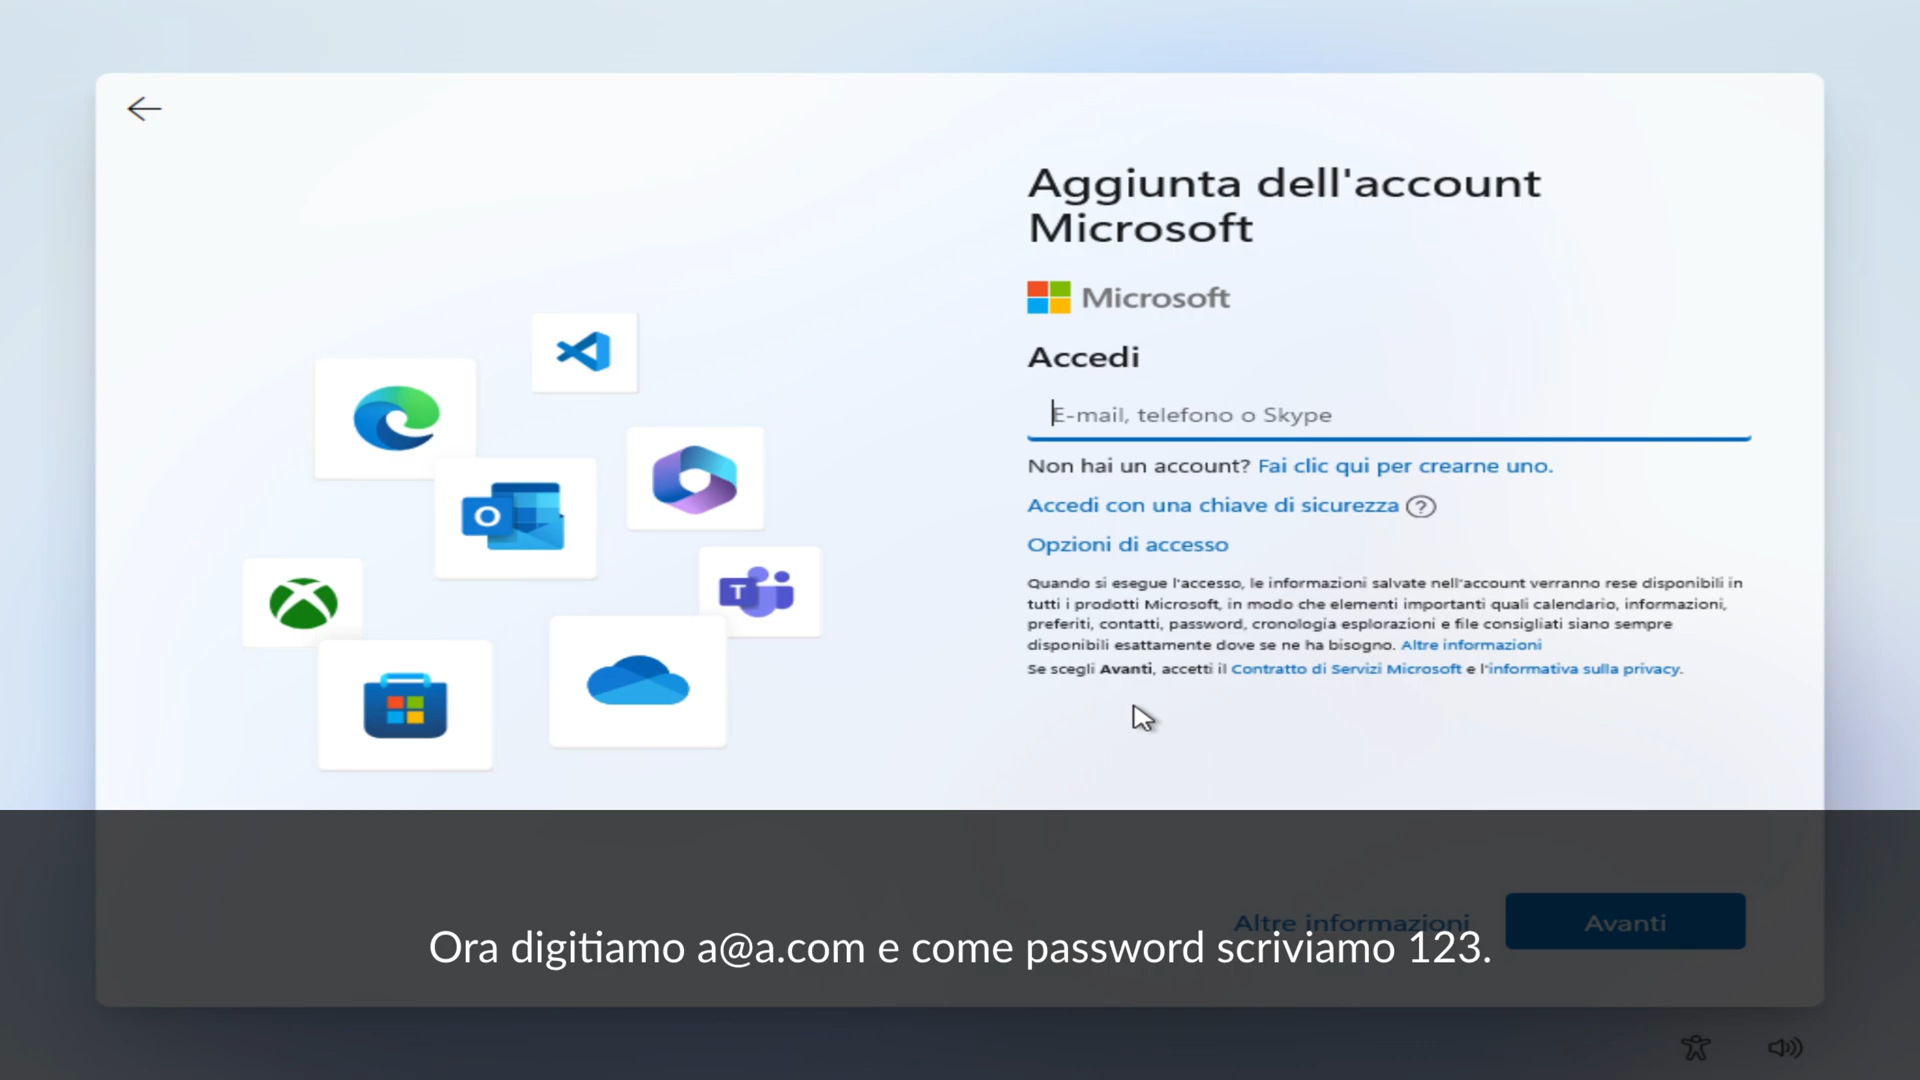 Aggiunta dell'account
Microsoft
Microsoft
Accedi
E-mail, telefono o Skype
Non hai un account? Fai clic qui per crearne uno.
Accedi con una chiave di sicurezza ?
Opzioni di accesso
Quando si esegue l'accesso, le informazioni salvate nell'account verranno rese disponibili in
tutti i prodotti Microsoft, in modo che elementi importanti quali calendario, informazioni,
preferiti, contatti, password, cronologia esplorazioni e file consigliati siano sempre
disponibili esattamente dove se ne ha bisogno. Altre informazioni
Se scegli Avanti, accetti il Contratto di Servizi Microsoft e l'informativa sulla privacy.
Altre informazioni
Avanti
Ora digitiamo a@a.com e come password scriviamo 123.